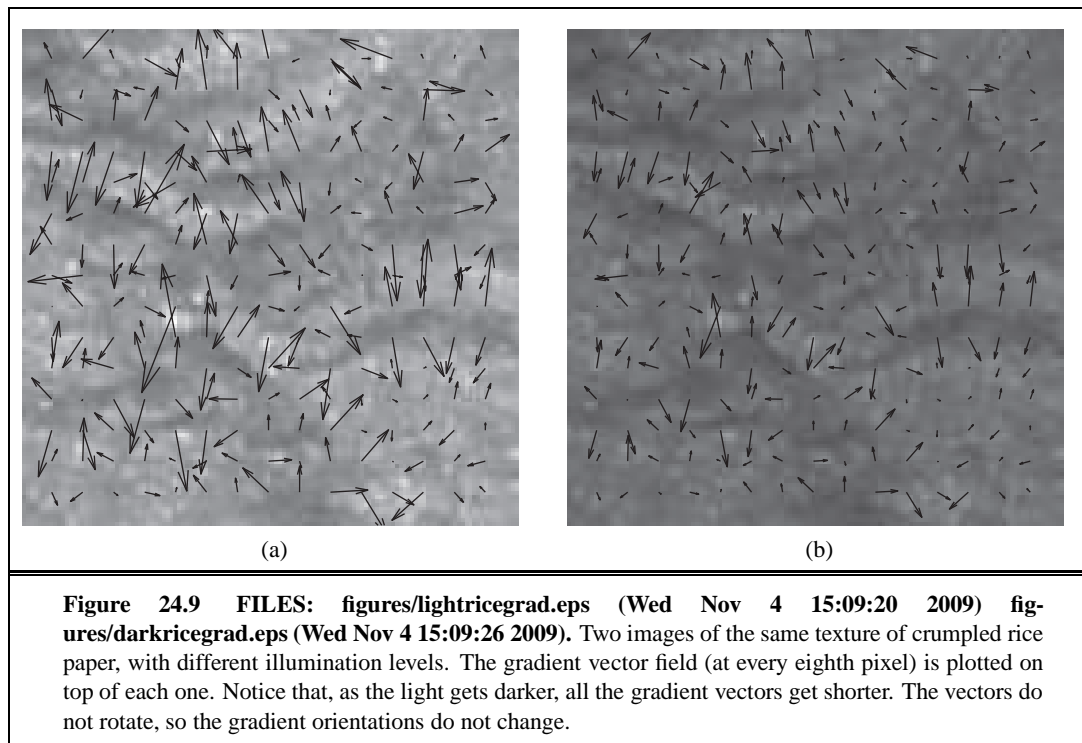 (a)
(b)
Figure 24.9 FILES: figures/lightricegrad.eps (Wed Nov 4 15:09:20 2009) fig-
ures/darkricegrad.eps (Wed Nov 4 15:09:26 2009). Two images of the same texture of crumpled rice
paper, with different illumination levels. The gradient vector field (at every eighth pixel) is plotted on
top of each one. Notice that, as the light gets darker, all the gradient vectors get shorter. The vectors do
not rotate, so the gradient orientations do not change.